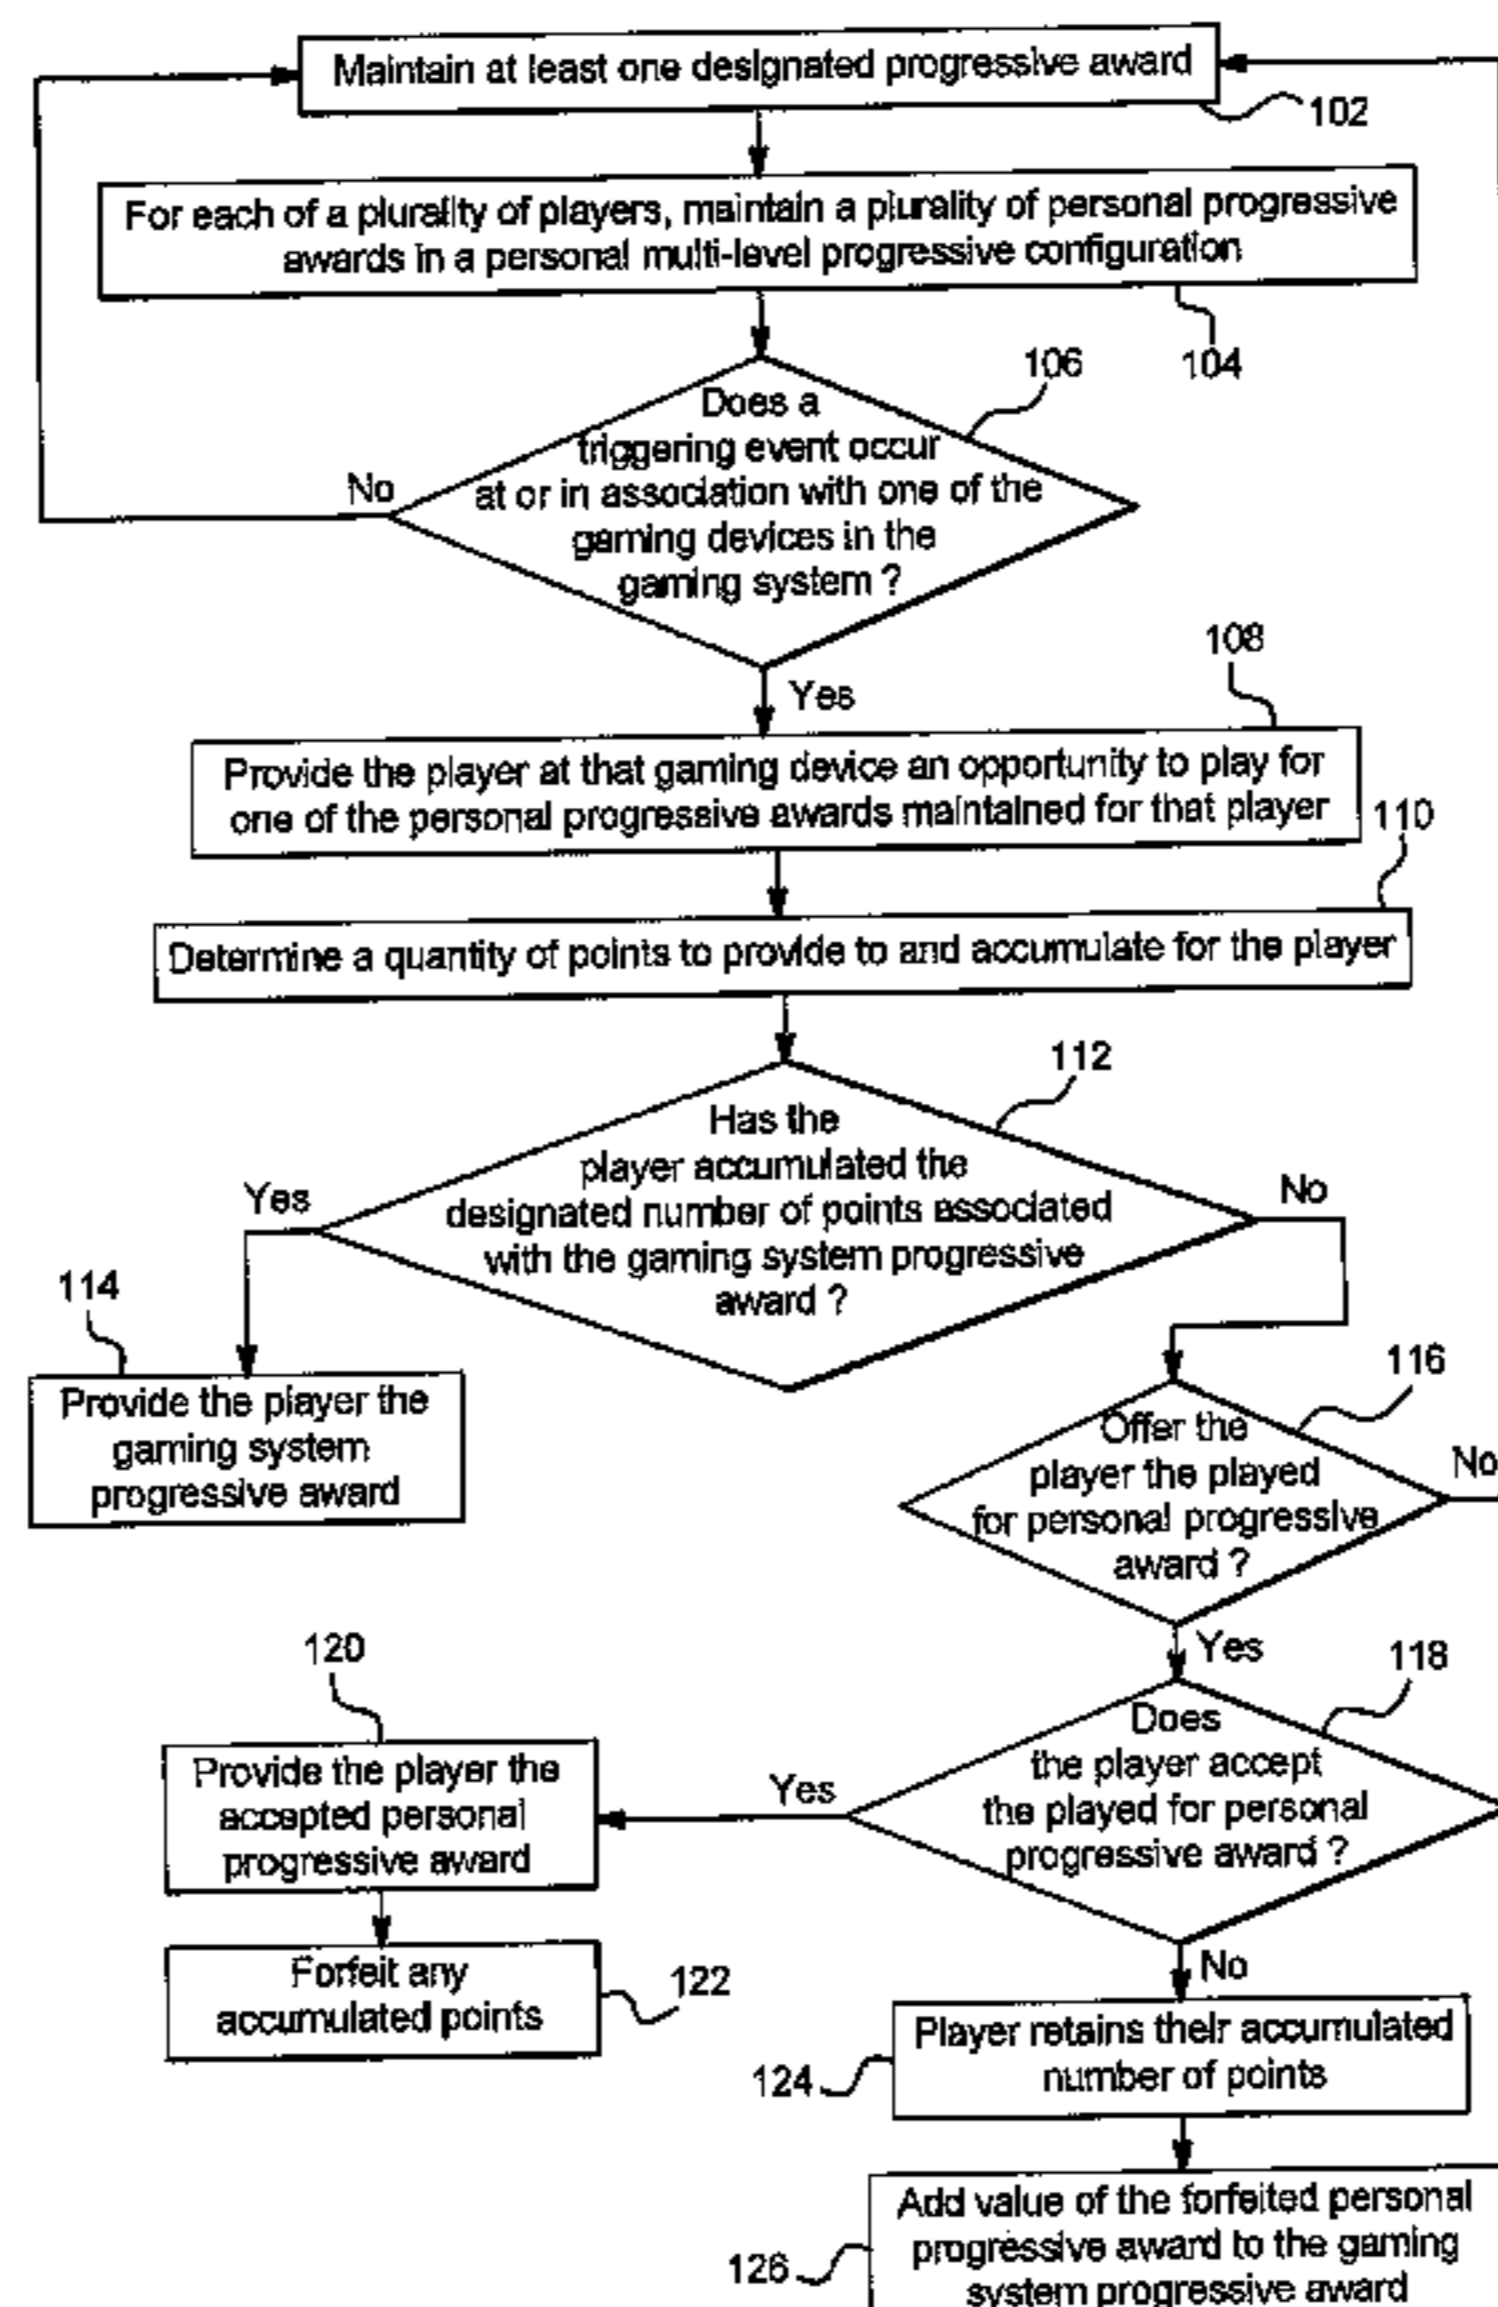 Maintain at least one designated progressive award
102
For each of a plurality of players, maintain a plurality of personal progressive
awards in a personal multi-level progressive configuration
104
106
Does a
triggering event occur
at or in association with one of the
gaming devices in the
gaming system ?
No
Yes
108
Provide the player at that gaming device an opportunity to play for
one of the personal progressive awards maintained for that player
110
Determine a quantity of points to provide to and accumulate for the player
112
Has the
player accumulated the
designated number of points associated
with the gaming system progressive
award ?
Yes
No
114
Provide the player the
gaming system
progressive award
116
Offer the
player the played
for personal progressive
award ?
No
Yes
118
Does
the player accept
the played for personal
progressive award ?
Yes
120
Provide the player the
accepted personal
progressive award
Forfeit any
accumulated points
122
No
Player retains their accumulated
number of points
124
Add value of the forfeited personal
progressive award to the gaming
system progressive award
126